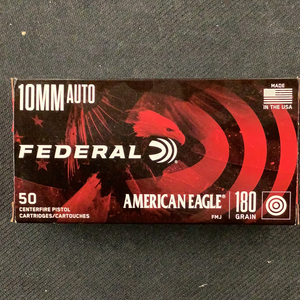 10MM AUTO
MADE
IN THE USA
FEDERAL
50
CENTERFIRE PISTOL
CARTRIDGES/CARTOUCHES
AMERICAN EAGLE®
FMJ
180
GRAIN